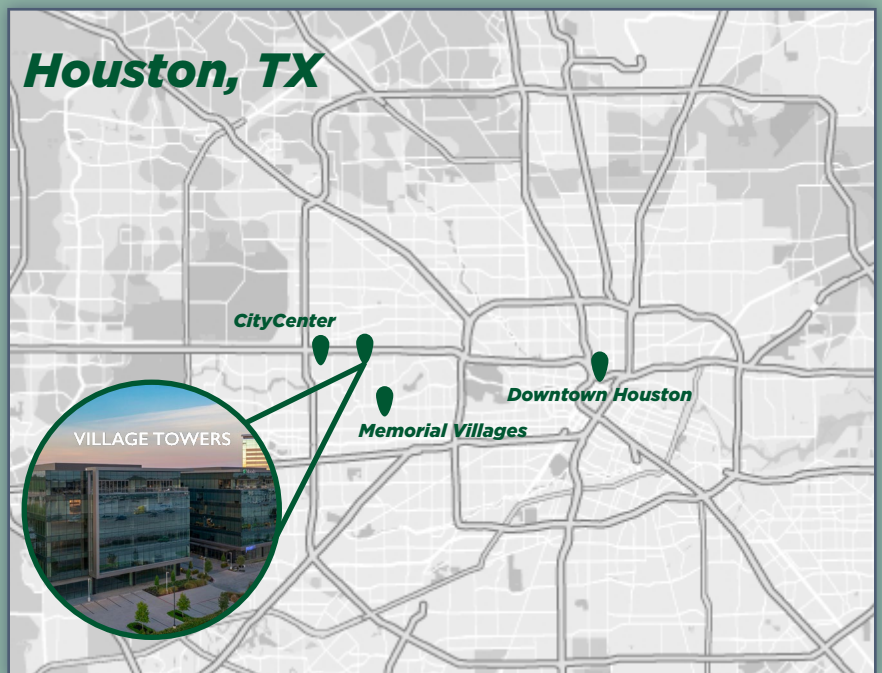 Houston, TX
CityCenter
Downtown Houston
Memorial Villages
VILLAGE TOWERS